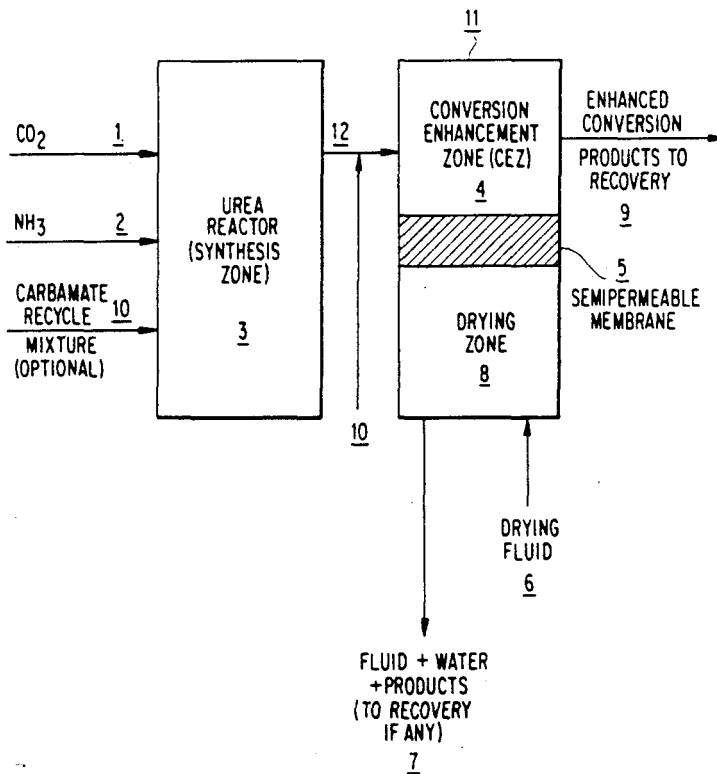 11
CO2 1
NH3 2
CARBAMATE
RECYCLE 10
MIXTURE
(OPTIONAL)
UREA
REACTOR
(SYNTHESIS
ZONE)
3
12
10
CONVERSION
ENHANCEMENT
ZONE (CEZ)
4
ENHANCED
CONVERSION
PRODUCTS TO
RECOVERY
9
5
SEMIPERMEABLE
MEMBRANE
DRYING
ZONE
8
DRYING
FLUID
6
FLUID + WATER
+PRODUCTS
(TO RECOVERY
IF ANY)
7